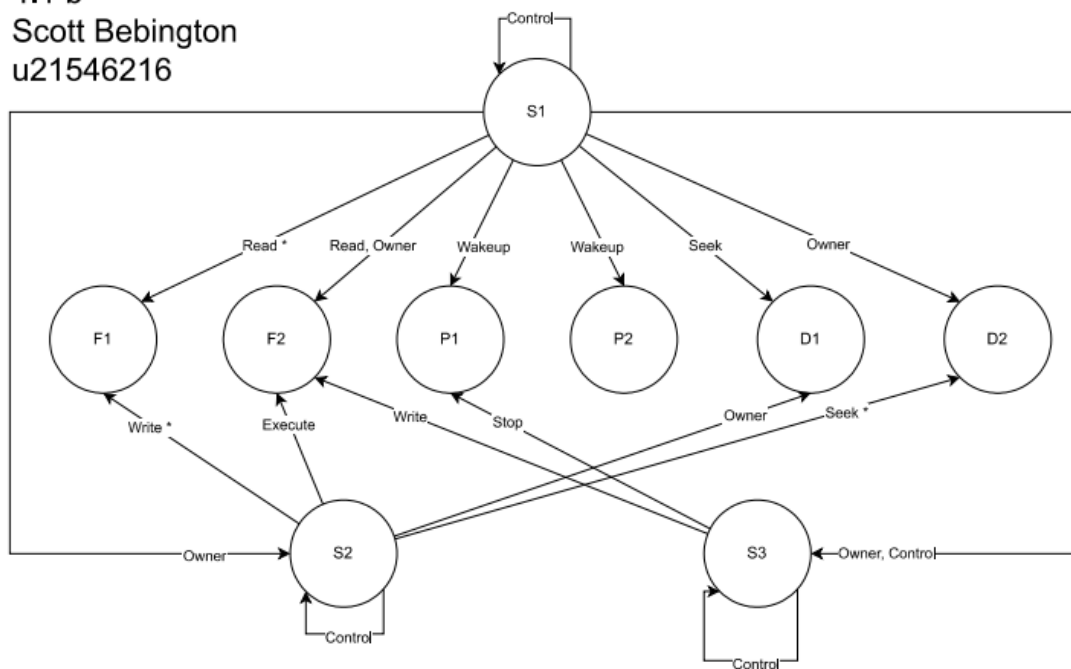 Scott Bebington
u21546216
Control
S1
Read *
Read, Owner
Wakeup
Wakeup
Seek
Owner
F1
F2
P1
P2
D1
D2
Write *
Execute
Write
Stop
Owner
Seek *
Owner
S2
S3
Owner, Control
Control
Control